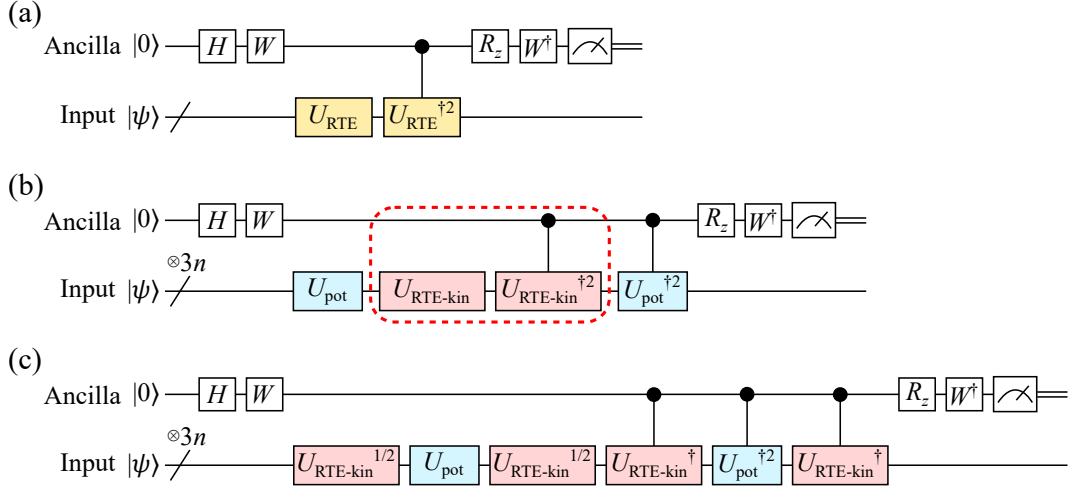 (a)
Ancilla |0⟩ H W R_z W†
Input |ψ⟩ U_RTE U_RTE^†2
(b)
Ancilla |0⟩ H W R_z W†
⊗3n
Input |ψ⟩ U_pot U_RTE-kin U_RTE-kin^†2 U_pot^†2
(c)
Ancilla |0⟩ H W R_z W†
⊗3n
Input |ψ⟩ U_RTE-kin^1/2 U_pot U_RTE-kin^1/2 U_RTE-kin^† U_pot^†2 U_RTE-kin^†